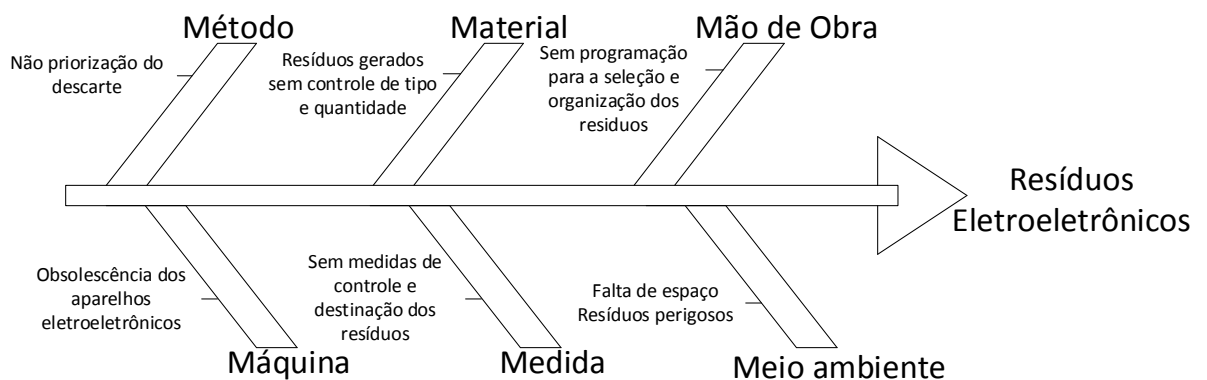 Método
Material
Mão de Obra
Não priorização do
descarte
Resíduos gerados
sem controle de tipo
e quantidade
Sem programação
para a seleção e
organização dos
residuos
Resíduos
Eletroeletrônicos
Obsolescência dos
aparelhos
eletroeletrônicos
Sem medidas de
controle e
destinação dos
resíduos
Falta de espaço
Resíduos perigosos
Máquina
Medida
Meio ambiente